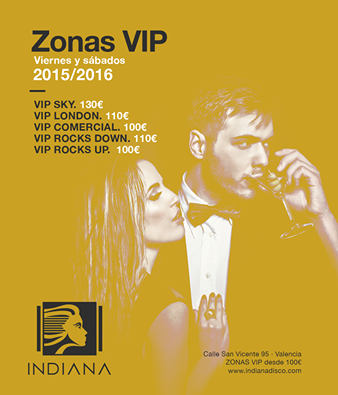 Zonas VIP
Viernes y sábados
2015/2016
VIP SKY. 130€
VIP LONDON. 110€
VIP COMERCIAL. 100€
VIP ROCKS DOWN. 110€
VIP ROCKS UP. 100€
INDIANA
Calle San Vicente 95 · Valencia
ZONAS VIP desde 100€
www.indianadisco.com